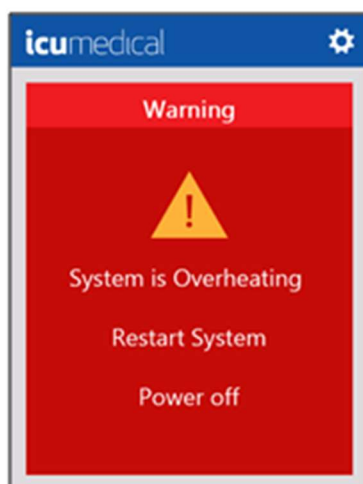 icumedical
Warning
!
System is Overheating
Restart System
Power off